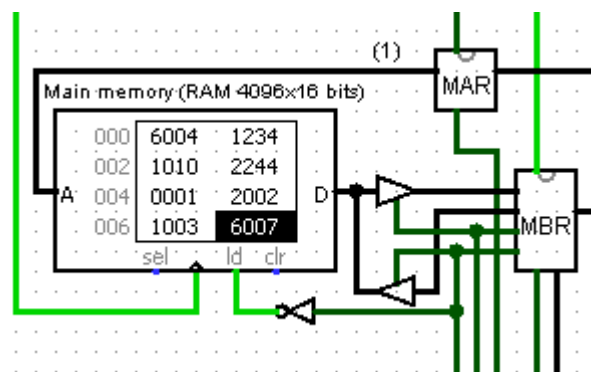 (1)
MAR
Main memory (RAM 4096x16 bits)
000 6004 1234
002 1010 2244
A 004 0001 2002 D
006 1003 6007
MBR
sel ld clr